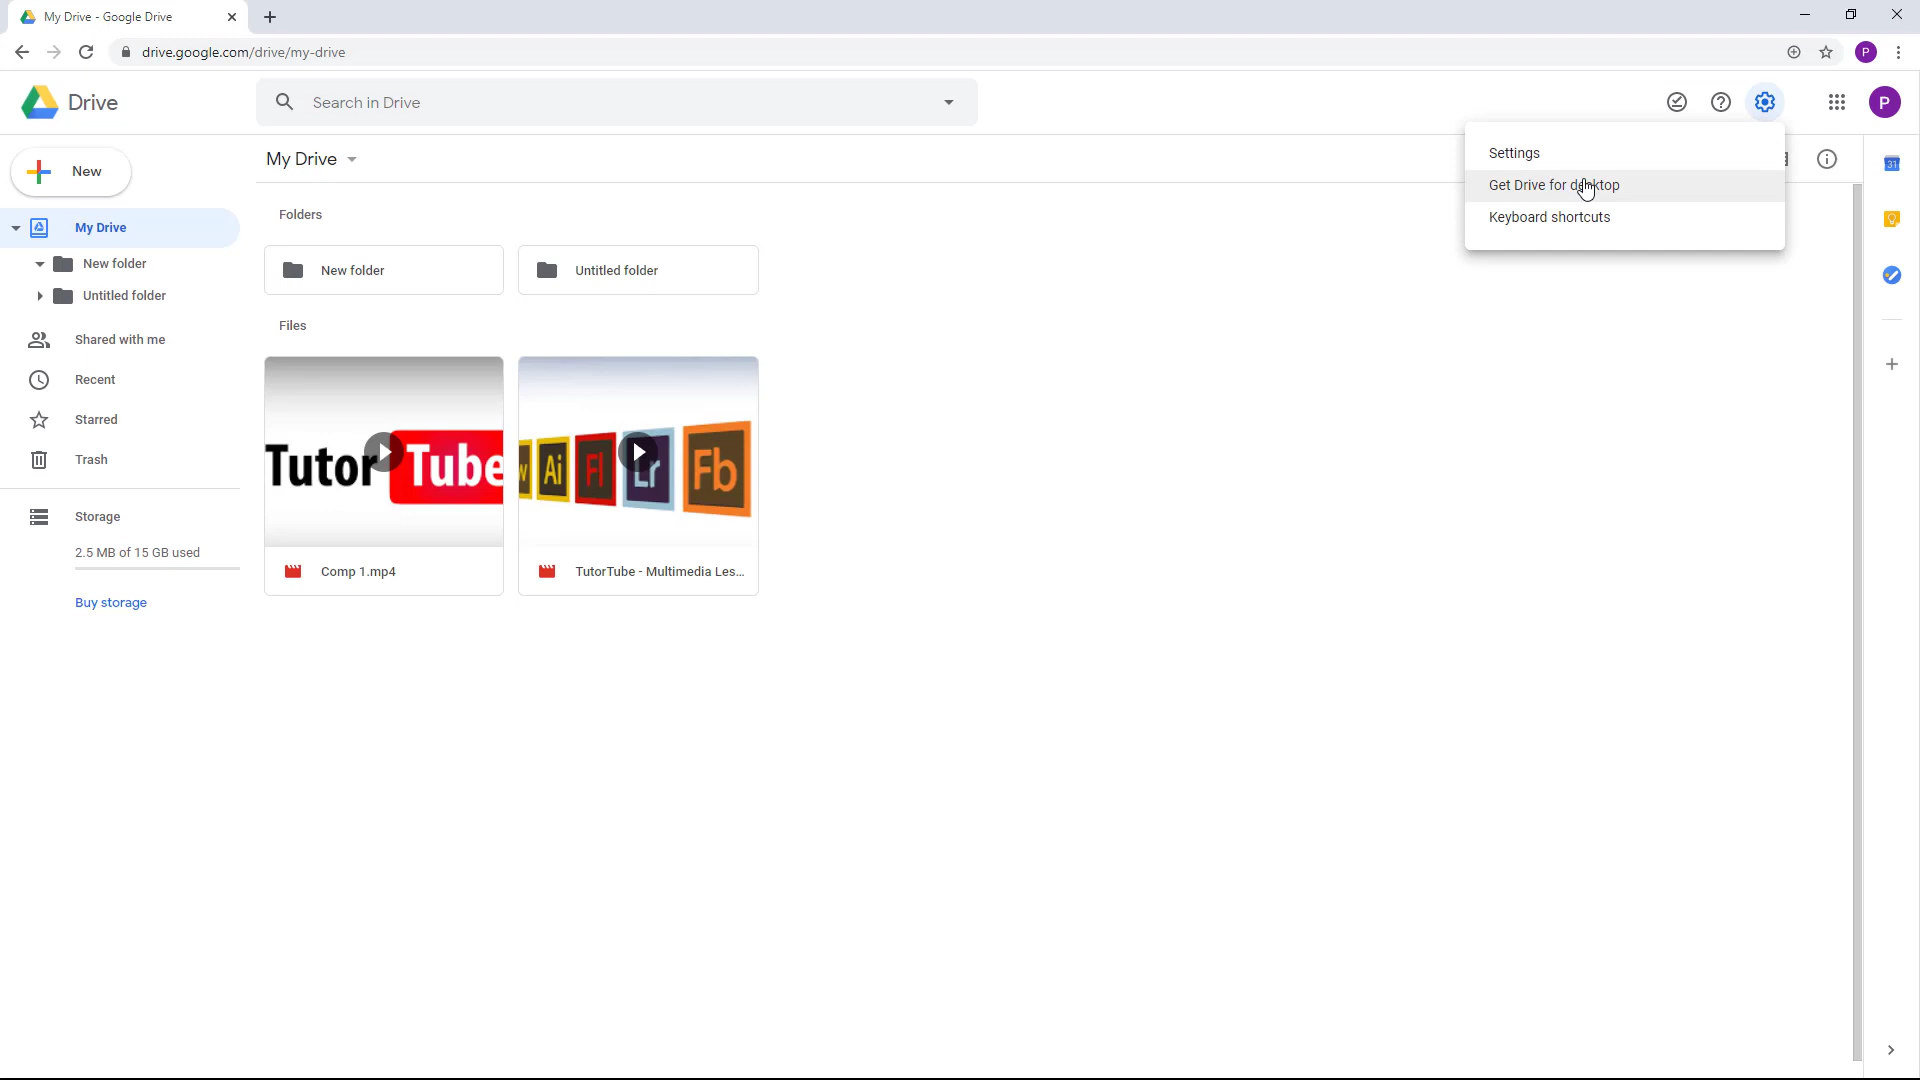 My Drive - Google Drive
drive.google.com/drive/my-drive
P
Drive
Search in Drive
P
New
My Drive
Settings
Get Drive for desktop
Keyboard shortcuts
31
My Drive
New folder
Untitled folder
Shared with me
Recent
Starred
Trash
Storage
2.5 MB of 15 GB used
Buy storage
Folders
New folder
Untitled folder
Files
Tutor Tube
w Ai Fl Lr Fb
Comp 1.mp4
TutorTube - Multimedia Les...